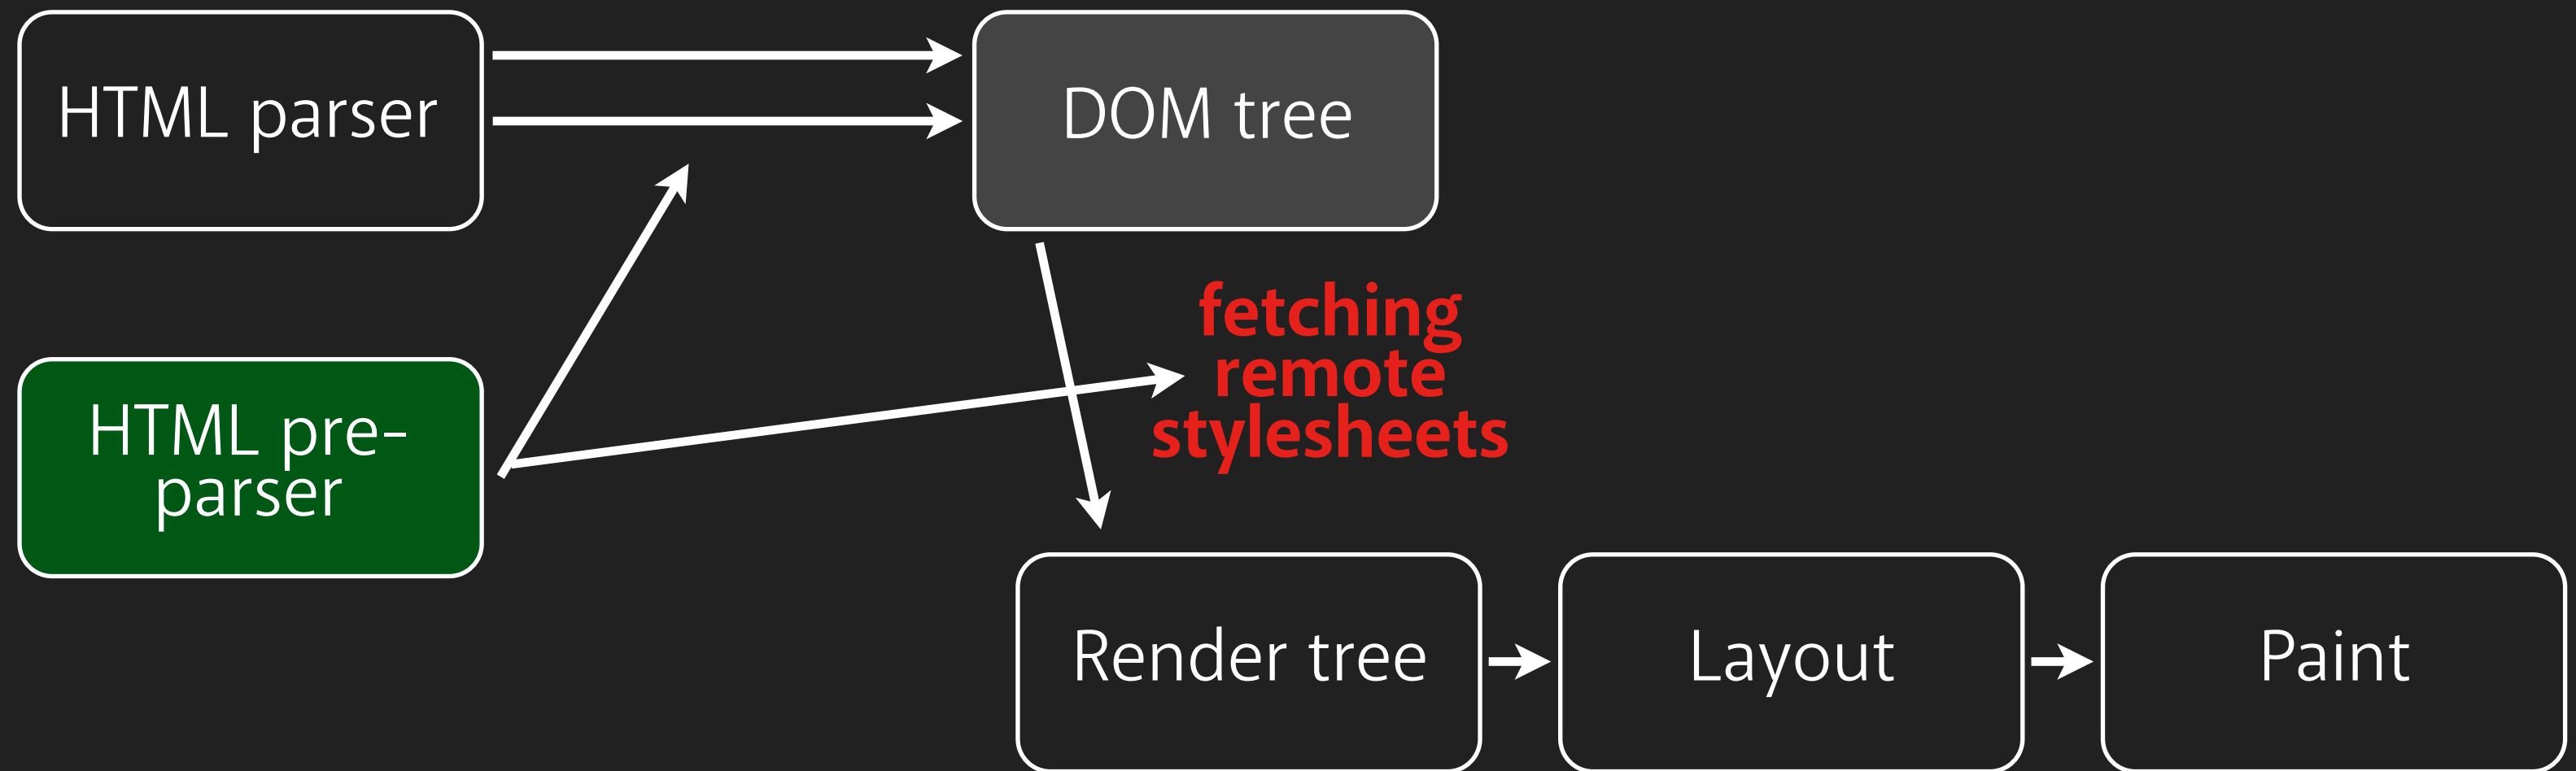 HTML parser
DOM tree
fetching
remote
stylesheets
HTML pre-
parser
Render tree
Layout
Paint